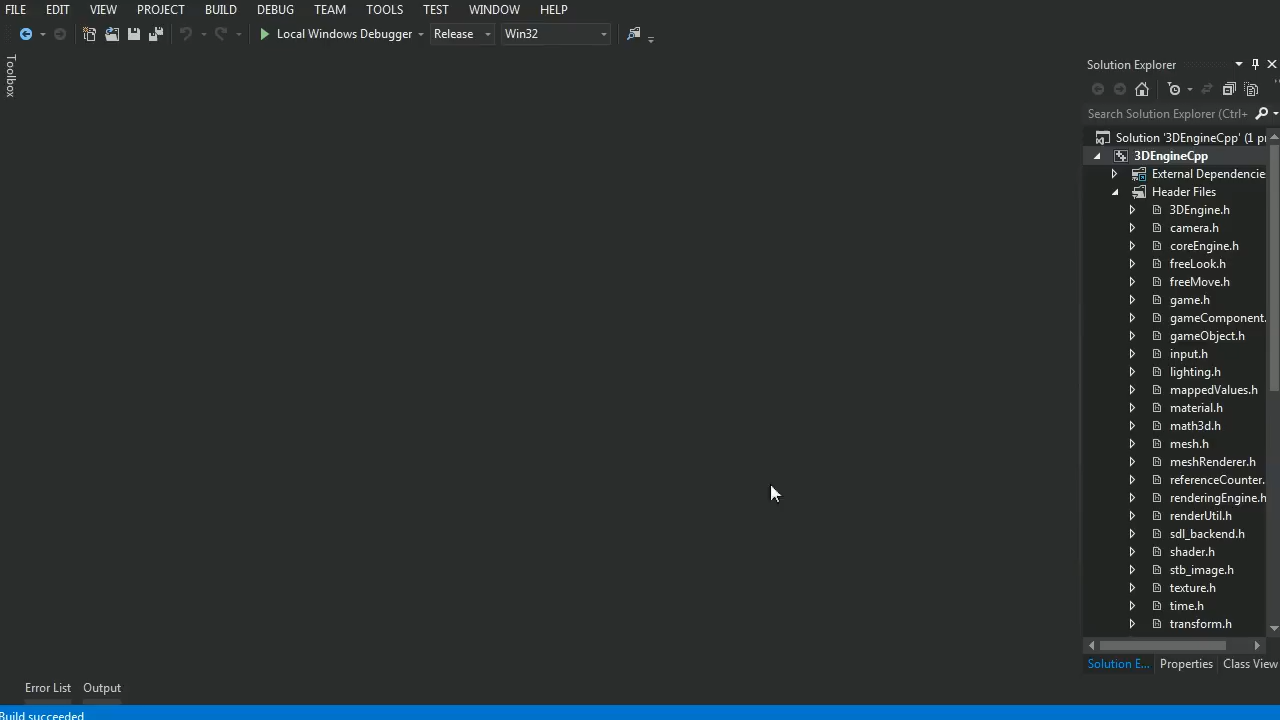 FILE EDIT VIEW PROJECT BUILD DEBUG TEAM TOOLS TEST WINDOW HELP
Local Windows Debugger Release Win32
Toolbox
Solution Explorer
Search Solution Explorer (Ctrl+
Solution '3DEngineCpp' (1 pr
3DEngineCpp
External Dependencie
Header Files
3DEngine.h
camera.h
coreEngine.h
freeLook.h
freeMove.h
game.h
gameComponent.
gameObject.h
input.h
lighting.h
mappedValues.h
material.h
math3d.h
mesh.h
meshRenderer.h
referenceCounter.
renderingEngine.h
renderUtil.h
sdl_backend.h
shader.h
stb_image.h
texture.h
time.h
transform.h
Solution E... Properties Class View
Error List Output
Build succeeded